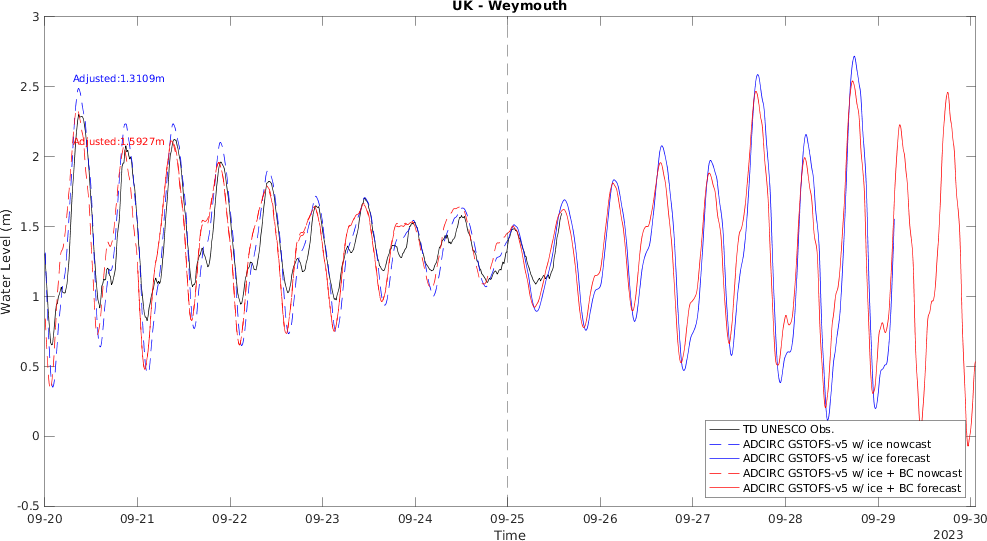 UK - Weymouth
3
2.5
2
1.5
1
0.5
0
-0.5
Water Level (m)
Adjusted:1.3109m
Adjusted:1.5927m
TD UNESCO Obs.
ADCIRC GSTOFS-v5 w/ ice nowcast
ADCIRC GSTOFS-v5 w/ ice forecast
ADCIRC GSTOFS-v5 w/ ice + BC nowcast
ADCIRC GSTOFS-v5 w/ ice + BC forecast
09-20 09-21 09-22 09-23 09-24 09-25 09-26 09-27 09-28 09-29 09-30
Time
2023